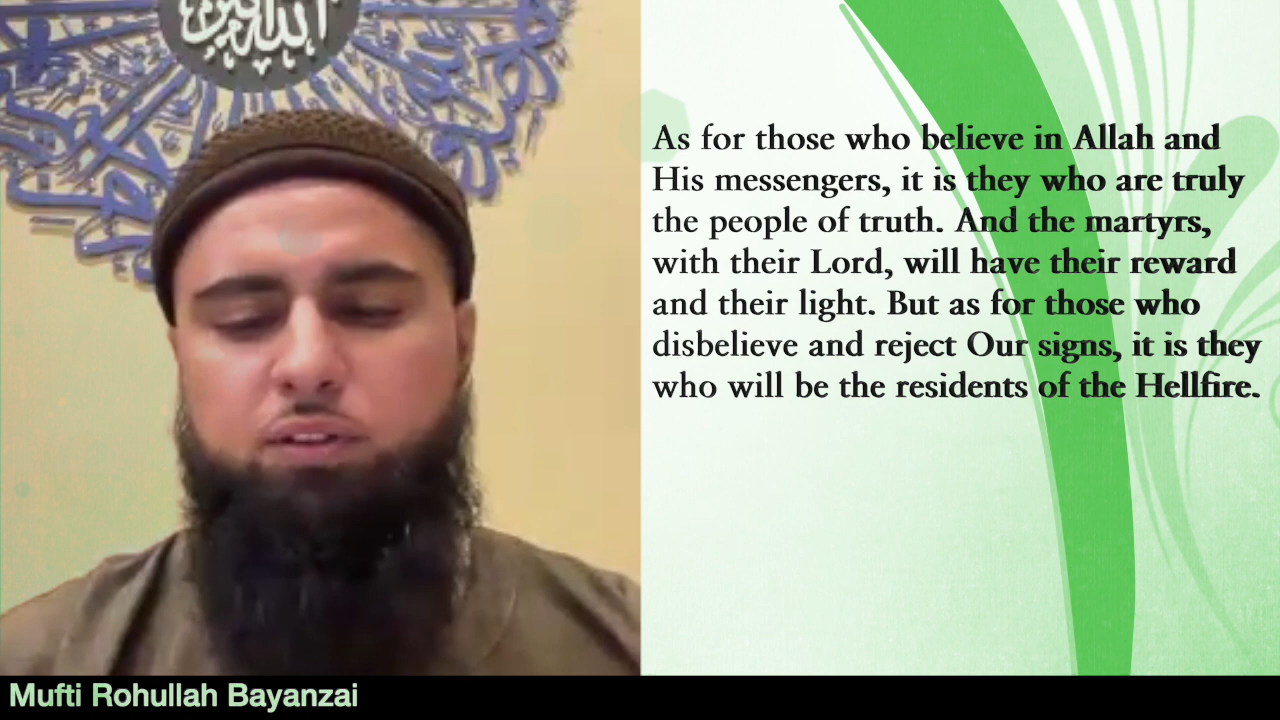 As for those who believe in Allah and
His messengers, it is they who are truly
the people of truth. And the martyrs,
with their Lord, will have their reward
and their light. But as for those who
disbelieve and reject Our signs, it is they
who will be the residents of the Hellfire.
Mufti Rohullah Bayanzai